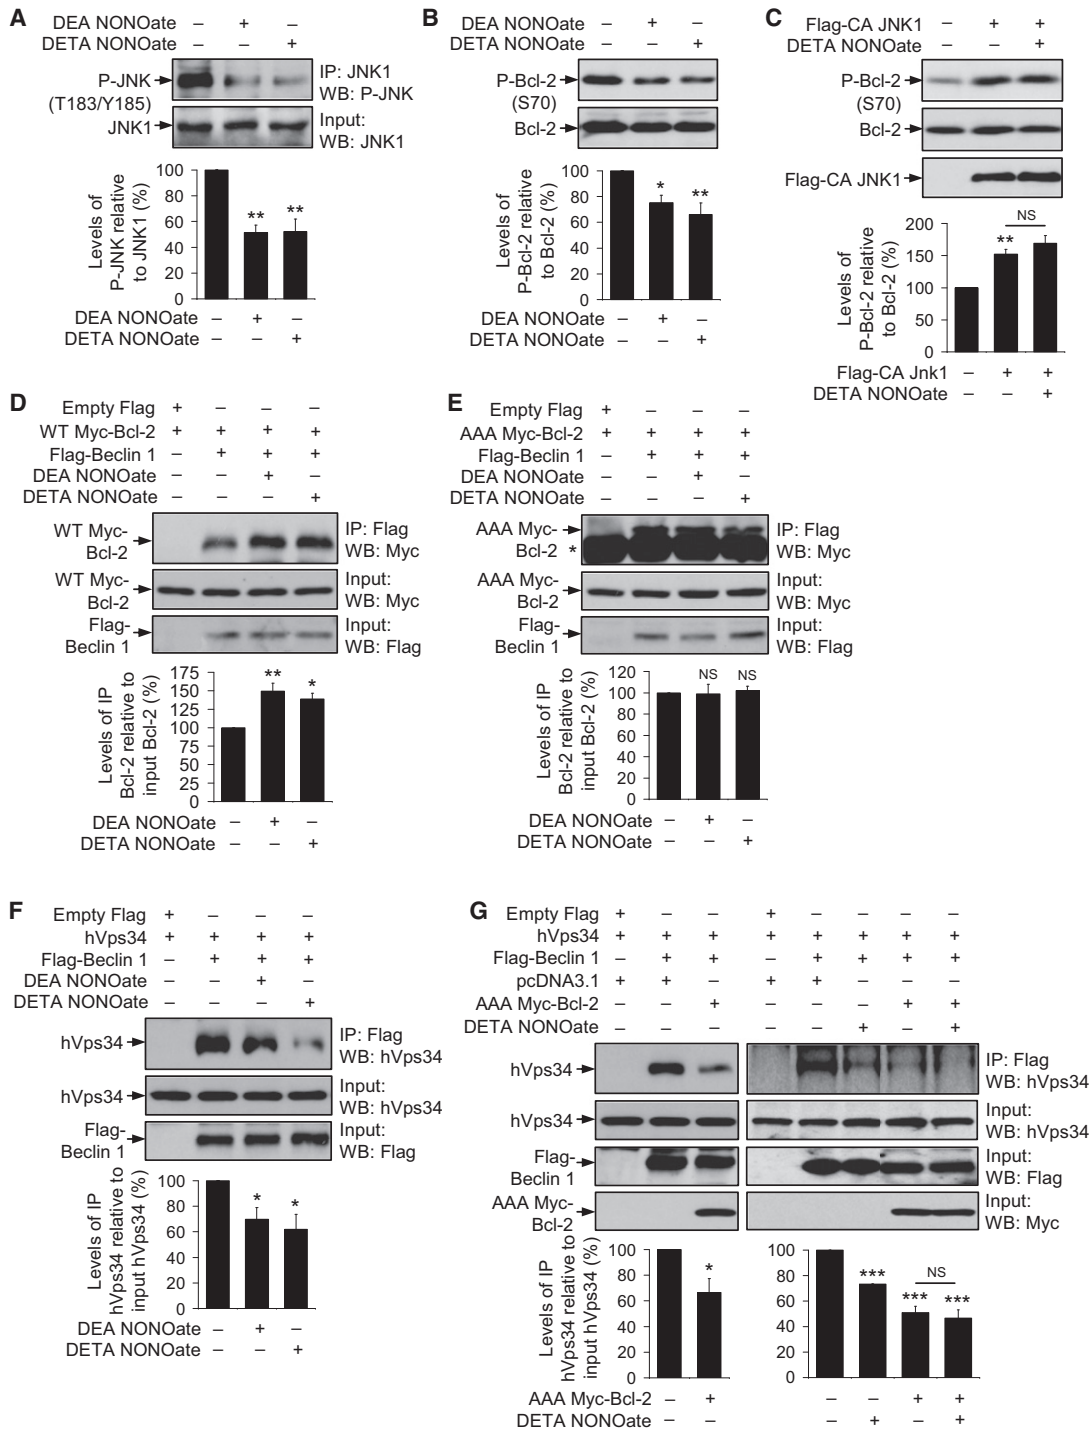 A
DEA NONOate – + –
DETA NONOate – – +
P-JNK
(T183/Y185)
IP: JNK1
WB: P-JNK
JNK1
Input:
WB: JNK1
Levels of
P-JNK relative
to JNK1 (%)
100
80
60
40
20
0
** **
DEA NONOate – + –
DETA NONOate – – +
B
DEA NONOate – + –
DETA NONOate – – +
P-Bcl-2
(S70)
Bcl-2
Levels of
P-Bcl-2 relative
to Bcl-2 (%)
100
80
60
40
20
0
* **
DEA NONOate – + –
DETA NONOate – – +
C
Flag-CA JNK1 – + +
DETA NONOate – – +
P-Bcl-2
(S70)
Bcl-2
Flag-CA JNK1
Levels of
P-Bcl-2 relative
to Bcl-2 (%)
200
150
100
50
0
** NS
Flag-CA Jnk1 – + +
DETA NONOate – – +
D
Empty Flag + – – –
WT Myc-Bcl-2 + + + +
Flag-Beclin 1 – + + +
DEA NONOate – – + –
DETA NONOate – – – +
WT Myc-
Bcl-2
IP: Flag
WB: Myc
WT Myc-
Bcl-2
Input:
WB: Myc
Flag-
Beclin 1
Input:
WB: Flag
Levels of IP
Bcl-2 relative to
input Bcl-2 (%)
175
150
125
100
75
50
25
0
** *
DEA NONOate – + –
DETA NONOate – – +
E
Empty Flag + – – –
AAA Myc-Bcl-2 + + + +
Flag-Beclin 1 – + + +
DEA NONOate – – + –
DETA NONOate – – – +
AAA Myc-
Bcl-2 *
IP: Flag
WB: Myc
AAA Myc-
Bcl-2
Input:
WB: Myc
Flag-
Beclin 1
Input:
WB: Flag
Levels of IP
Bcl-2 relative to
input Bcl-2 (%)
120
100
80
60
40
20
0
NS NS
DEA NONOate – + –
DETA NONOate – – +
F
Empty Flag + – – –
hVps34 + + + +
Flag-Beclin 1 – + + +
DEA NONOate – – + –
DETA NONOate – – – +
hVps34
IP: Flag
WB: hVps34
hVps34
Input:
WB: hVps34
Flag-
Beclin 1
Input:
WB: Flag
Levels of IP
hVps34 relative to
input hVps34 (%)
100
80
60
40
20
0
* *
DEA NONOate – + –
DETA NONOate – – +
G
Empty Flag + – – + – – – –
hVps34 + + + + + + + +
Flag-Beclin 1 – + + – + + + +
pcDNA3.1 + + – + + – – –
AAA Myc-Bcl-2 – – + – – – + +
DETA NONOate – – – – – + – +
hVps34
IP: Flag
WB: hVps34
hVps34
Input:
WB: hVps34
Flag-
Beclin 1
Input:
WB: Flag
AAA Myc-
Bcl-2
Input:
WB: Myc
Levels of IP
hVps34 relative to
input hVps34 (%)
100
80
60
40
20
0
*
100
80
60
40
20
0
*** *** NS ***
AAA Myc-Bcl-2 – + – – + +
DETA NONOate – – – + – +